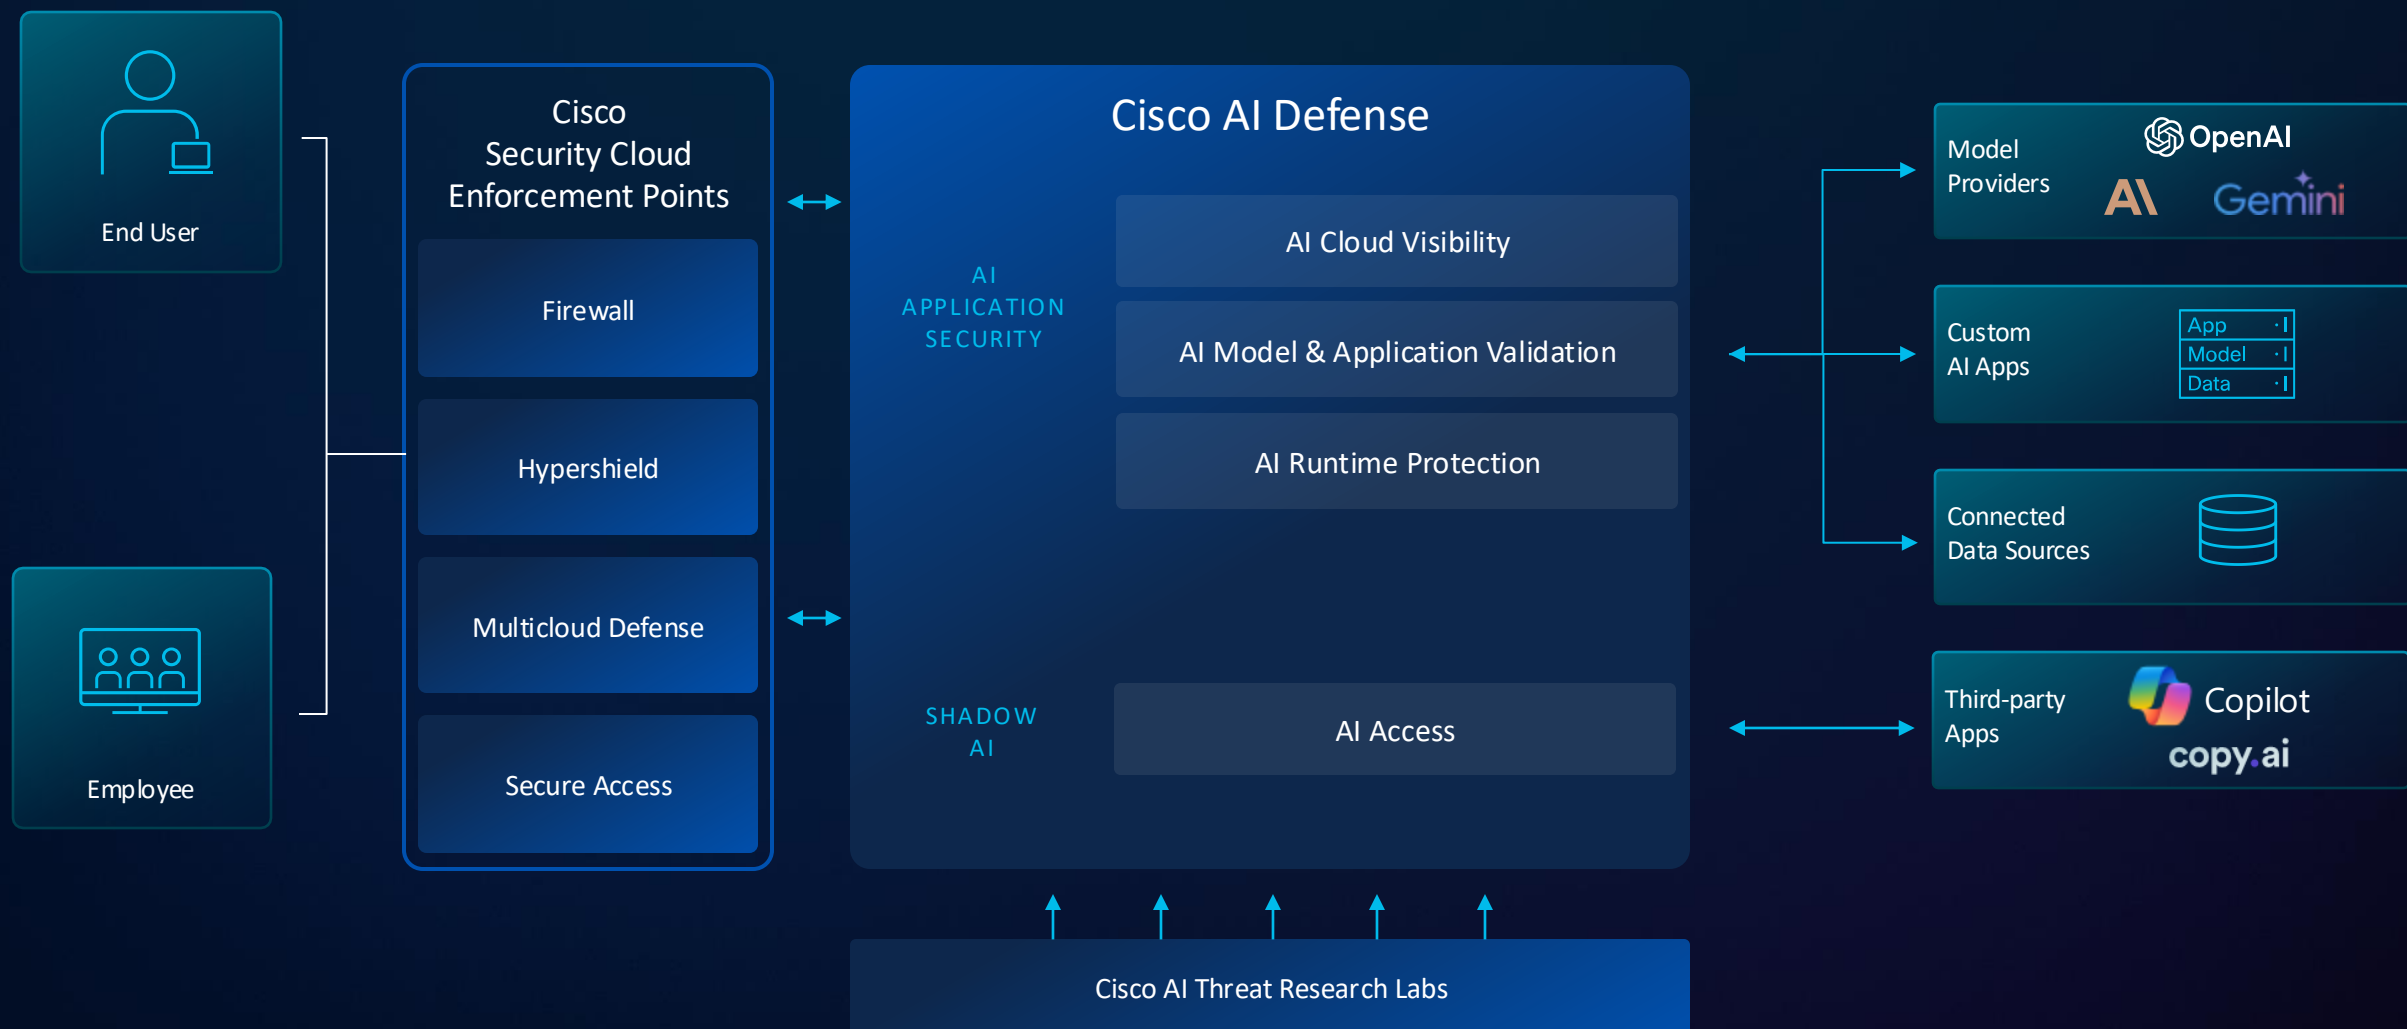 End User
Employee
Cisco
Security Cloud
Enforcement Points
Firewall
Hypershield
Multicloud Defense
Secure Access
Cisco AI Defense
AI
APPLICATION
SECURITY
AI Cloud Visibility
AI Model & Application Validation
AI Runtime Protection
SHADOW
AI
AI Access
Cisco AI Threat Research Labs
Model
Providers
OpenAI
AI
Gemini
Custom
AI Apps
App
Model
Data
Connected
Data Sources
Third-party
Apps
Copilot
copy.ai